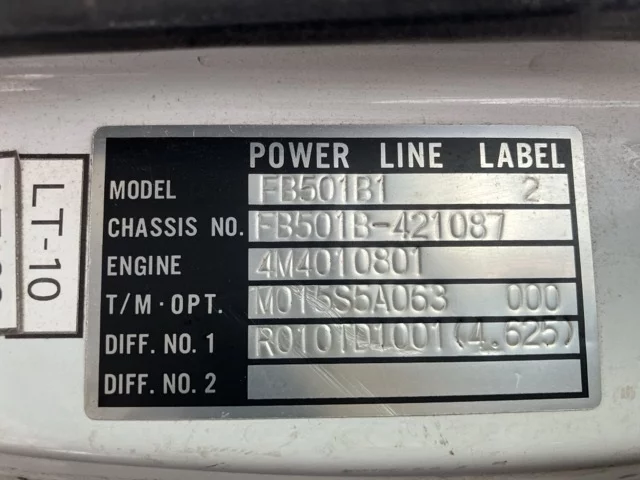 POWER LINE LABEL
MODEL FB501B1 2
CHASSIS NO. FB501B-421087
ENGINE 4M4010801
T/M·OPT. M015S5A063 000
DIFF. NO. 1 R0101D1001(4.625)
DIFF. NO. 2
LT-10